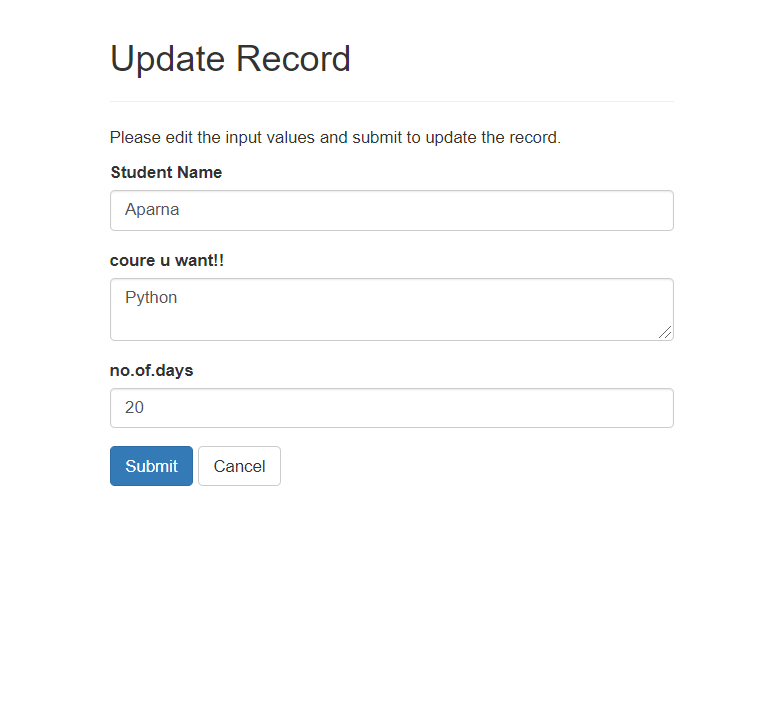 Update Record
Please edit the input values and submit to update the record.
Student Name
Aparna
coure u want!!
Python
no.of.days
20
Submit Cancel